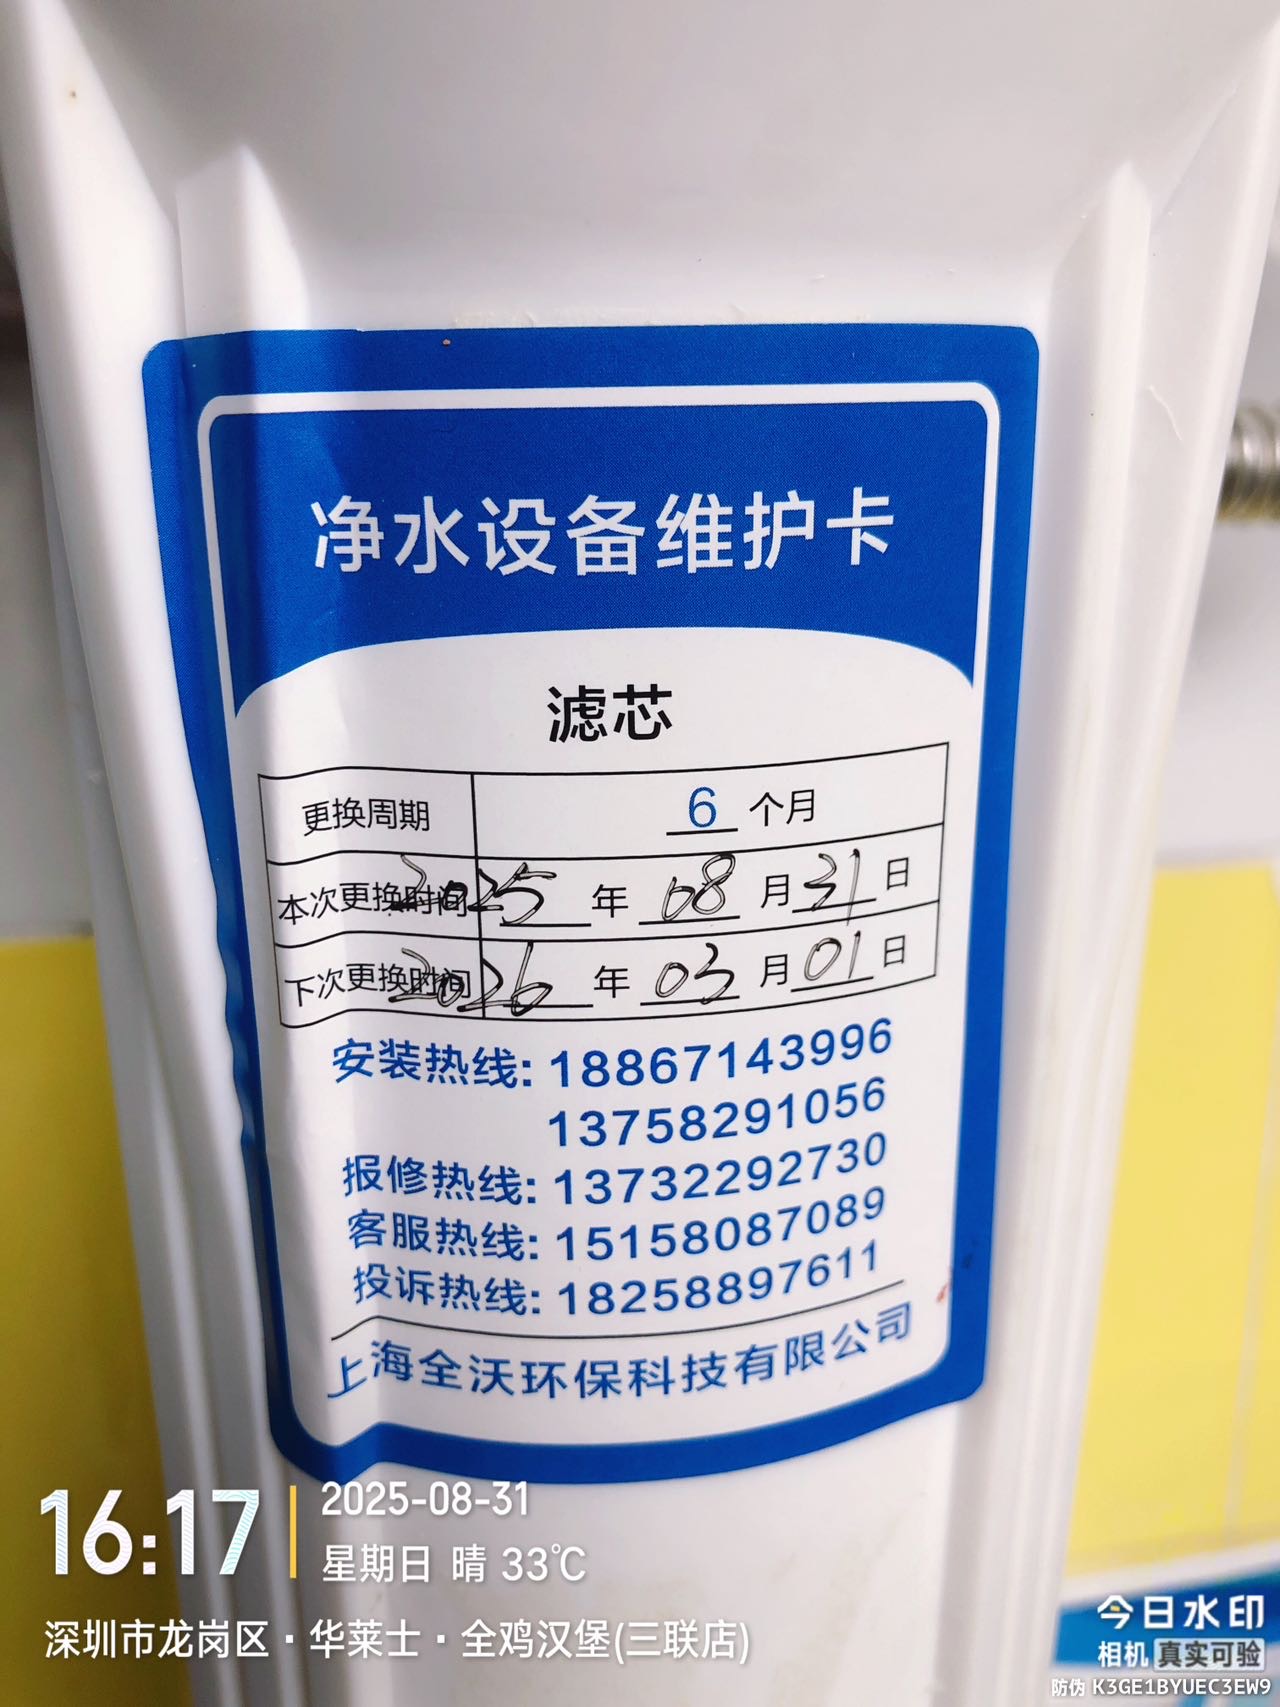 净水设备维护卡
滤芯
更换周期 6 个月
本次更换时间 2025 年 08 月 31 日
下次更换时间 2026 年 03 月 01 日
安装热线: 18867143996
13758291056
报修热线: 13732292730
客服热线: 15158087089
投诉热线: 18258897611
上海全沃环保科技有限公司
16:17
2025-08-31
星期日 晴 33℃
深圳市龙岗区·华莱士·全鸡汉堡(三联店)
今日水印
相机 真实可验
防伪 K3GE1BYUEC3EW9